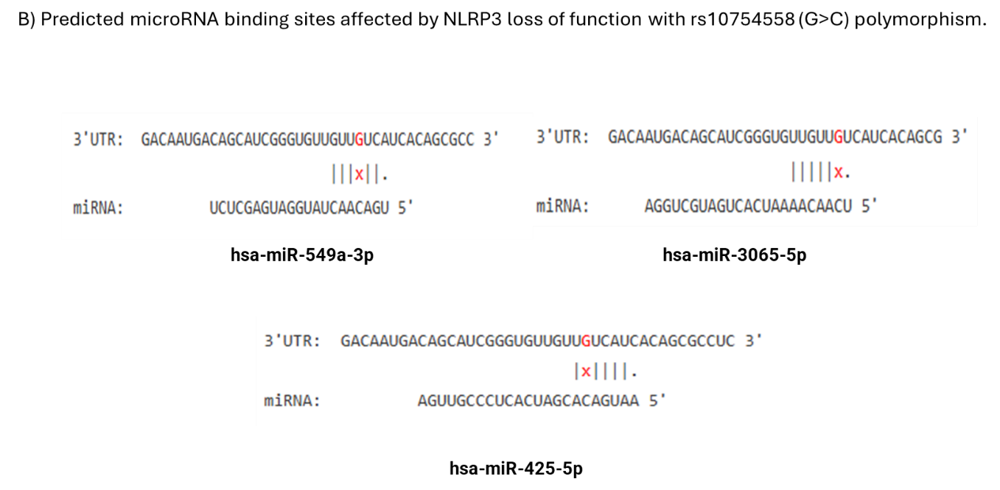 B) Predicted microRNA binding sites affected by NLRP3 loss of function with rs10754558 (G>C) polymorphism.
3'UTR: GACAAUGACAGCAUCGGGUGUUGUUGUCAUCACAGCGCC 3'
|||x||.
miRNA: UCUCGAGUAGGUAUCAACAGU 5'
hsa-miR-549a-3p
3'UTR: GACAAUGACAGCAUCGGGUGUUGUUGUCAUCACAGCG 3'
|||||x.
miRNA: AGGUCGUAGUCACUAAAACAACU 5'
hsa-miR-3065-5p
3'UTR: GACAAUGACAGCAUCGGGUGUUGUUGUCAUCACAGCGCCUC 3'
|x||||.
miRNA: AGUUGCCCUCACUAGCACAGUAA 5'
hsa-miR-425-5p